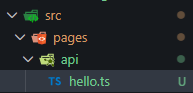 src
pages
api
TS hello.ts U